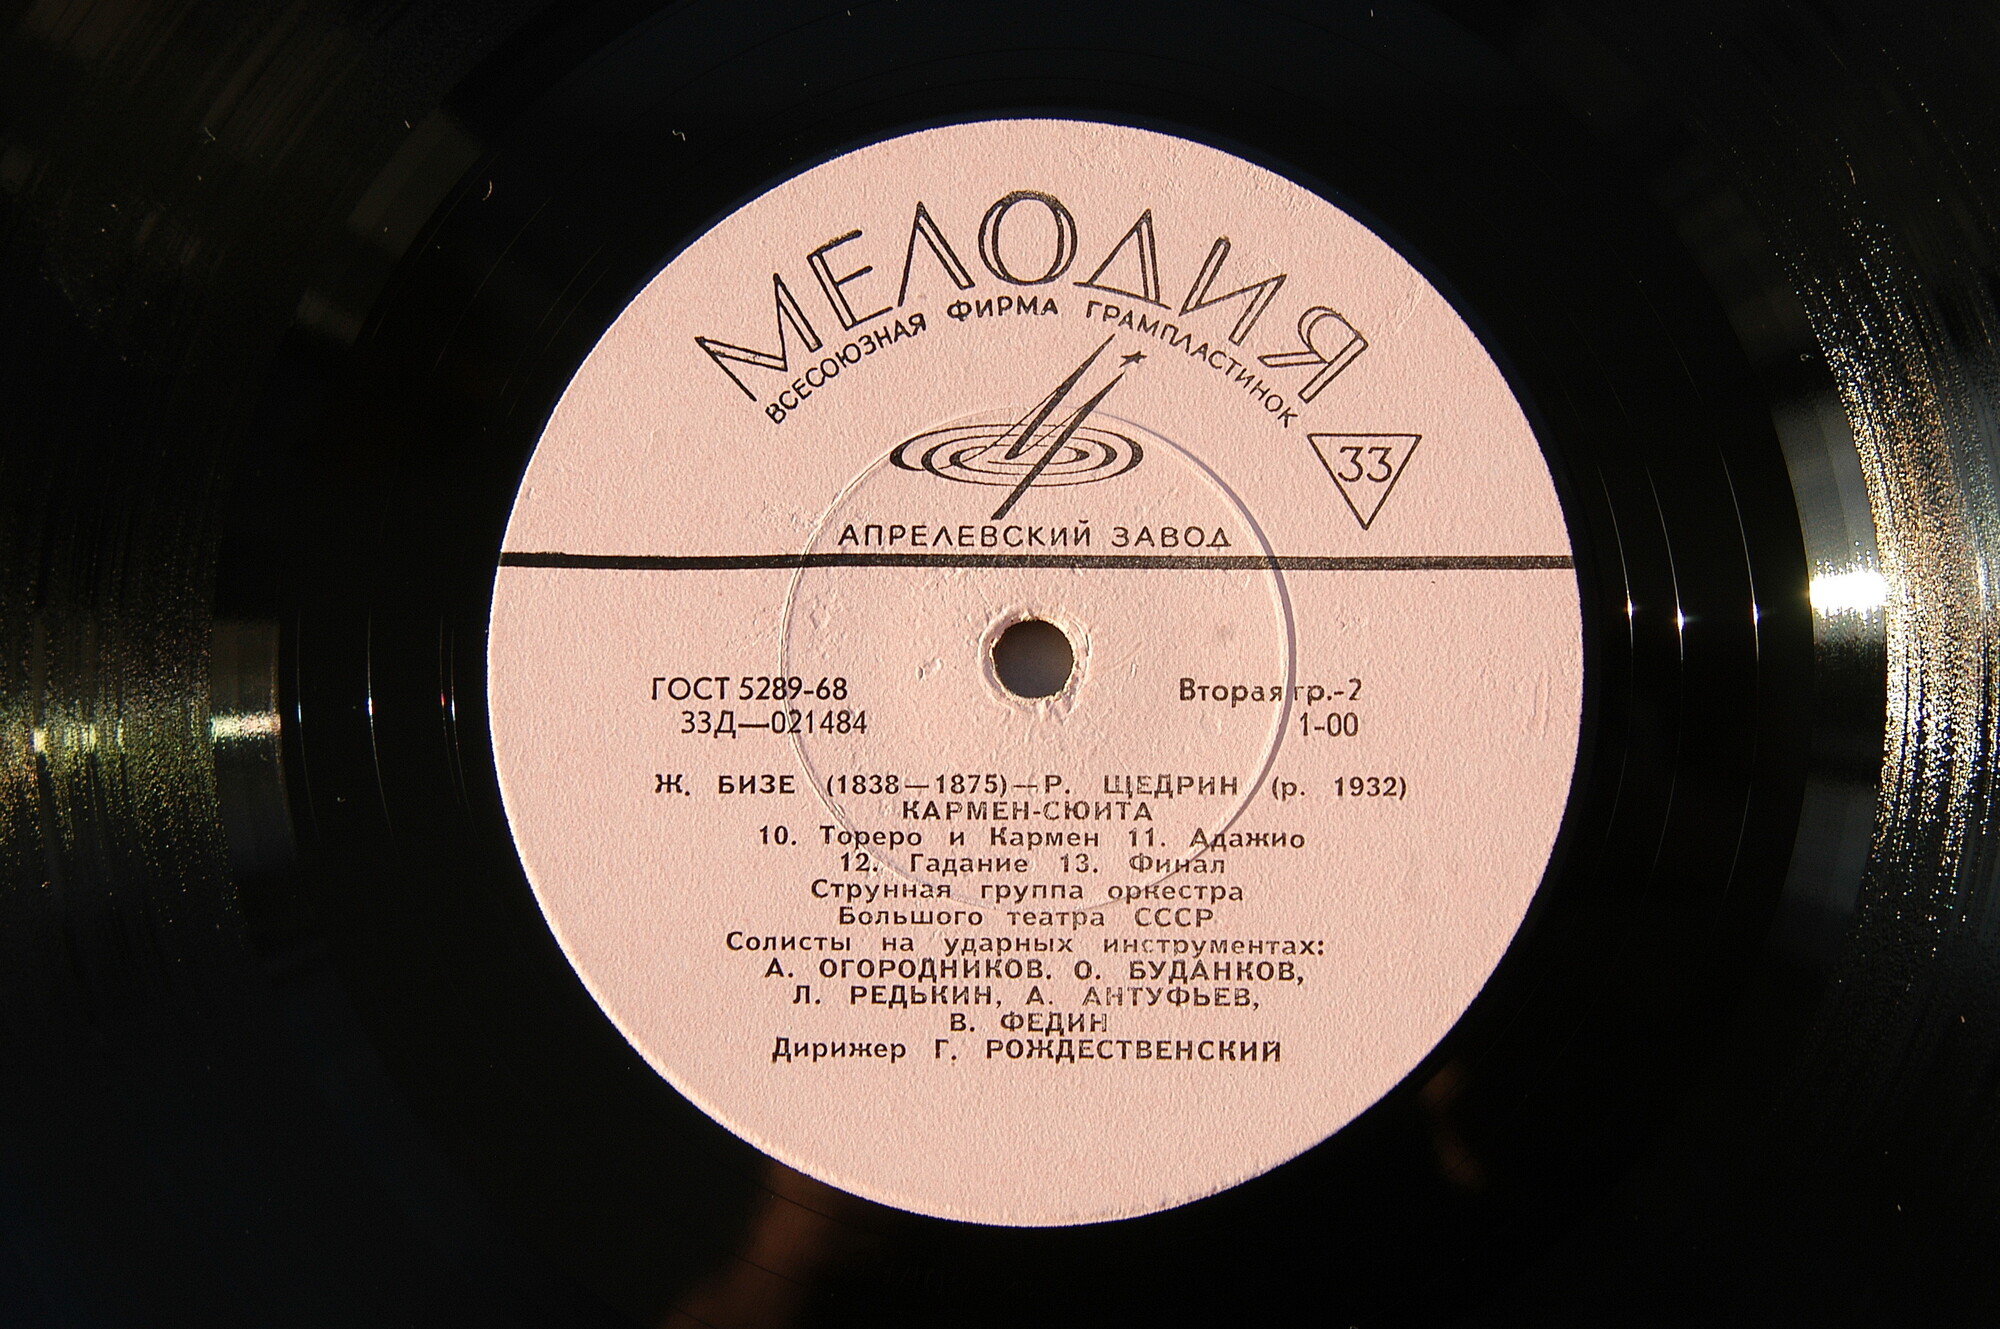 МЕЛОДИЯ
ВСЕСОЮЗНАЯ ФИРМА ГРАМПЛАСТИНОК
33
АПРЕЛЕВСКИЙ ЗАВОД
ГОСТ 5289-68 Вторая гр.-2
33Д—021484 1-00
Ж. БИЗЕ (1838—1875)—Р. ЩЕДРИН (р. 1932)
КАРМЕН-СЮИТА
10. Тореро и Кармен 11. Адажио
12. Гадание 13. Финал
Струнная группа оркестра
Большого театра СССР
Солисты на ударных инструментах:
А. ОГОРОДНИКОВ. О. БУДАНКОВ,
Л. РЕДЬКИН, А. АНТУФЬЕВ,
В. ФЕДИН
Дирижер Г. РОЖДЕСТВЕНСКИЙ